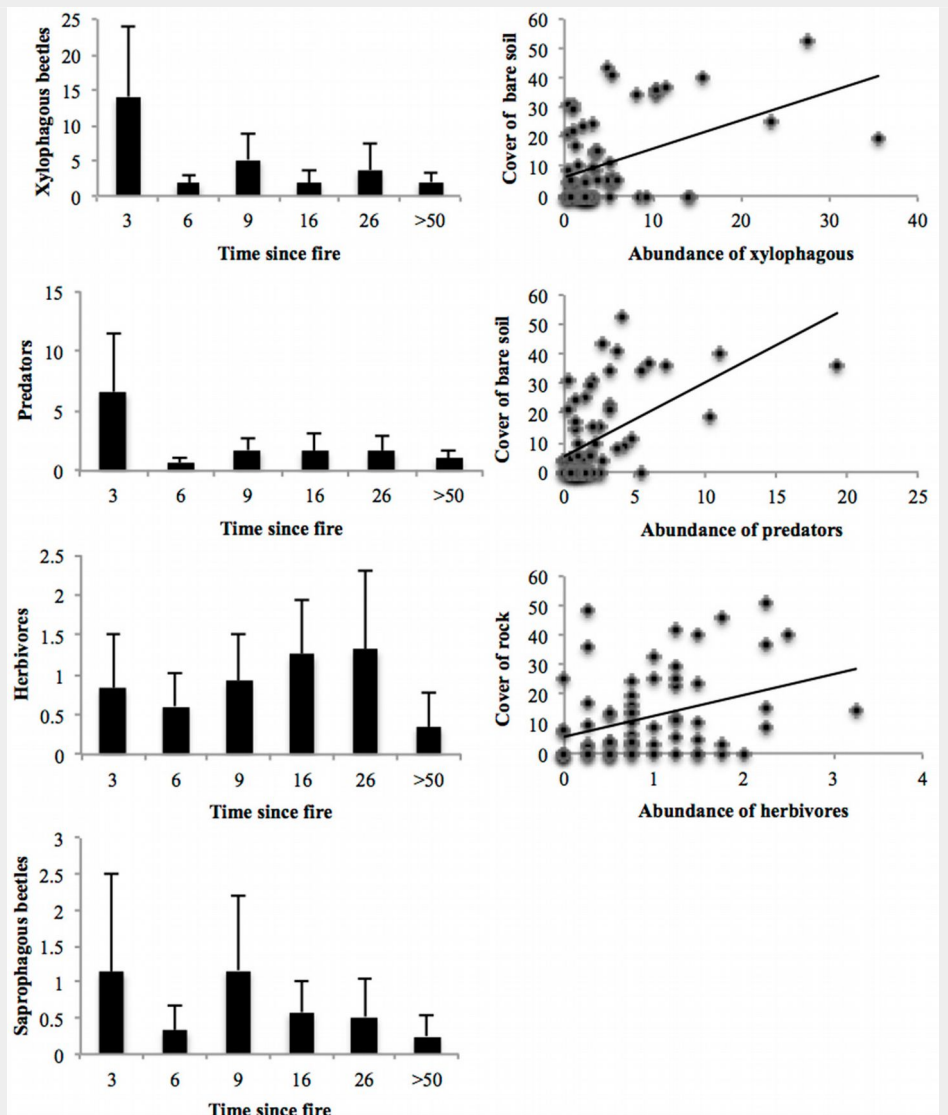 Xylophagous beetles
25
20
15
10
5
0
3 6 9 16 26 >50
Time since fire
Cover of bare soil
60
50
40
30
20
10
0
0 10 20 30 40
Abundance of xylophagous
Predators
15
10
5
0
3 6 9 16 26 >50
Time since fire
Cover of bare soil
60
50
40
30
20
10
0
0 5 10 15 20 25
Abundance of predators
Herbivores
2.5
2
1.5
1
0.5
0
3 6 9 16 26 >50
Time since fire
Cover of rock
60
50
40
30
20
10
0
0 1 2 3 4
Abundance of herbivores
Saprophagous beetles
3
2.5
2
1.5
1
0.5
0
3 6 9 16 26 >50
Time since fire